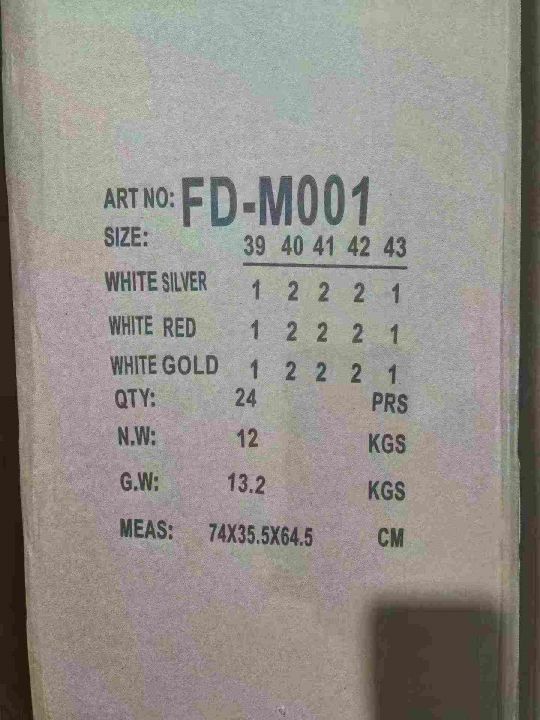 ART NO: FD-M001
SIZE: 39 40 41 42 43
WHITE SILVER 1 2 2 2 1
WHITE RED 1 2 2 2 1
WHITE GOLD 1 2 2 2 1
QTY: 24 PRS
N.W: 12 KGS
G.W: 13.2 KGS
MEAS: 74X35.5X64.5 CM